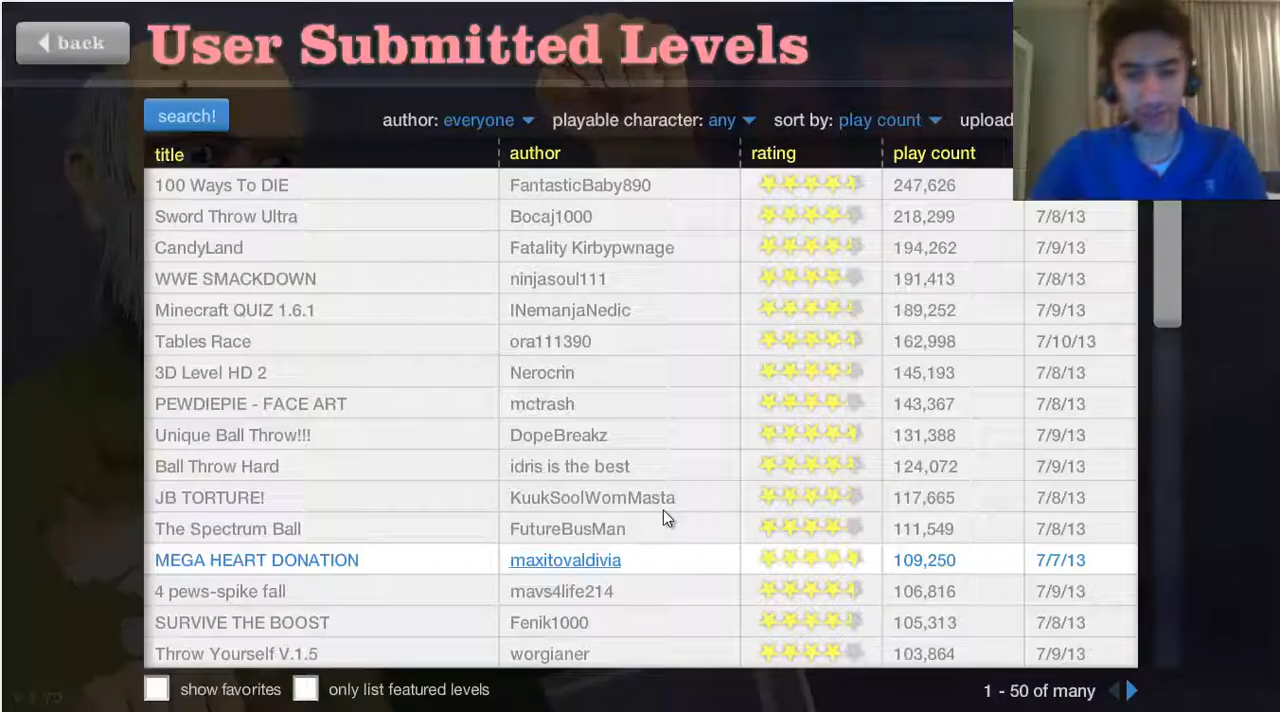 back
User Submitted Levels
search! author: everyone playable character: any sort by: play count upload
title author rating play count
100 Ways To DIE FantasticBaby890 247,626
Sword Throw Ultra Bocaj1000 218,299 7/8/13
CandyLand Fatality Kirbypwnage 194,262 7/9/13
WWE SMACKDOWN ninjasoul111 191,413 7/8/13
Minecraft QUIZ 1.6.1 INemanjaNedic 189,252 7/9/13
Tables Race ora111390 162,998 7/10/13
3D Level HD 2 Nerocrin 145,193 7/8/13
PEWDIEPIE - FACE ART mctrash 143,367 7/8/13
Unique Ball Throw!!! DopeBreakz 131,388 7/9/13
Ball Throw Hard idris is the best 124,072 7/9/13
JB TORTURE! KuukSoolWomMasta 117,665 7/8/13
The Spectrum Ball FutureBusMan 111,549 7/8/13
MEGA HEART DONATION maxitovaldivia 109,250 7/7/13
4 pews-spike fall mavs4life214 106,816 7/9/13
SURVIVE THE BOOST Fenik1000 105,313 7/8/13
Throw Yourself V.1.5 worgianer 103,864 7/9/13
show favorites only list featured levels 1 - 50 of many